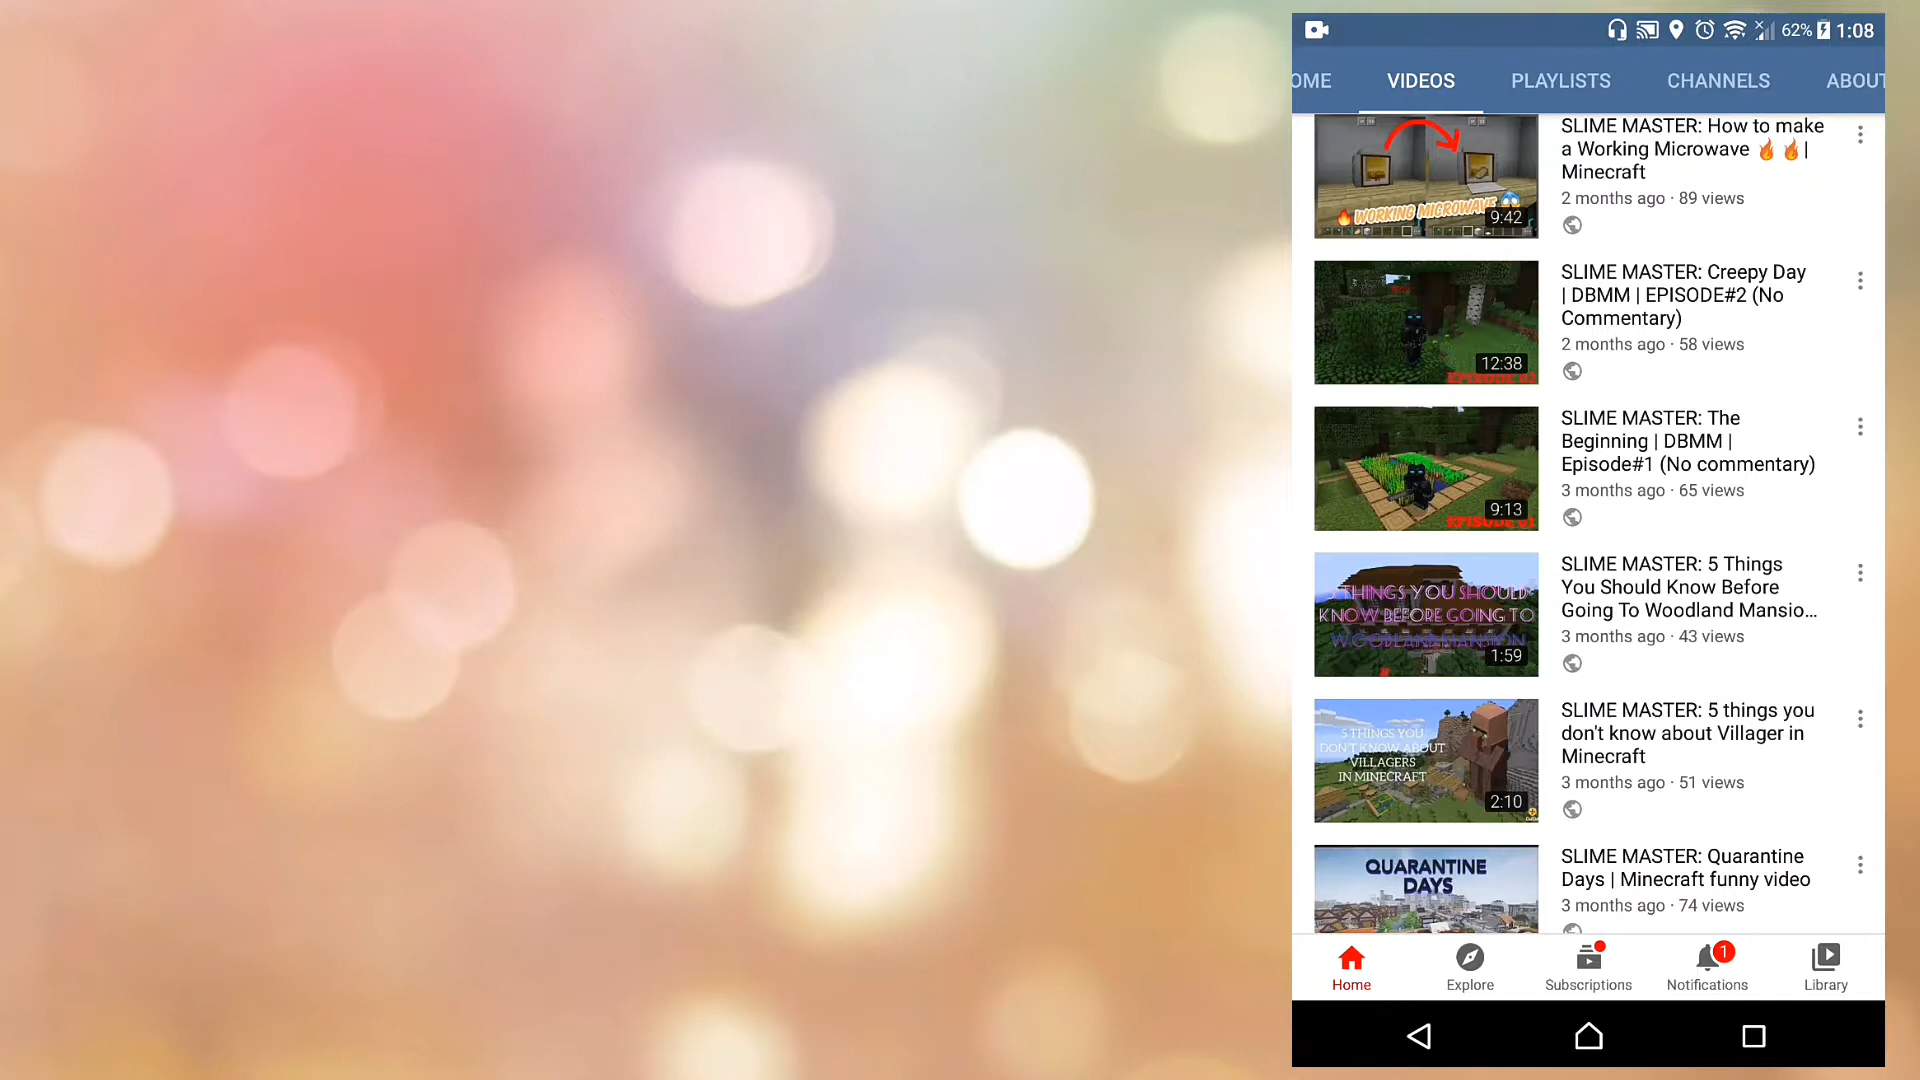 62% 1:08
OME VIDEOS PLAYLISTS CHANNELS ABOUT
SLIME MASTER: How to make
a Working Microwave 🔥🔥|
Minecraft
2 months ago · 89 views
WORKING MICROWAVE
9:42
SLIME MASTER: Creepy Day
| DBMM | EPISODE#2 (No
Commentary)
2 months ago · 58 views
12:38
SLIME MASTER: The
Beginning | DBMM |
Episode#1 (No commentary)
3 months ago · 65 views
9:13
SLIME MASTER: 5 Things
You Should Know Before
Going To Woodland Mansio...
3 months ago · 43 views
5 THINGS YOU SHOULD
KNOW BEFORE GOING TO
WOODLAND MANSION
1:59
SLIME MASTER: 5 things you
don't know about Villager in
Minecraft
3 months ago · 51 views
5 THINGS YOU
DON'T KNOW ABOUT
VILLAGERS
IN MINECRAFT
2:10
SLIME MASTER: Quarantine
Days | Minecraft funny video
3 months ago · 74 views
QUARANTINE
DAYS
1
Home Explore Subscriptions Notifications Library